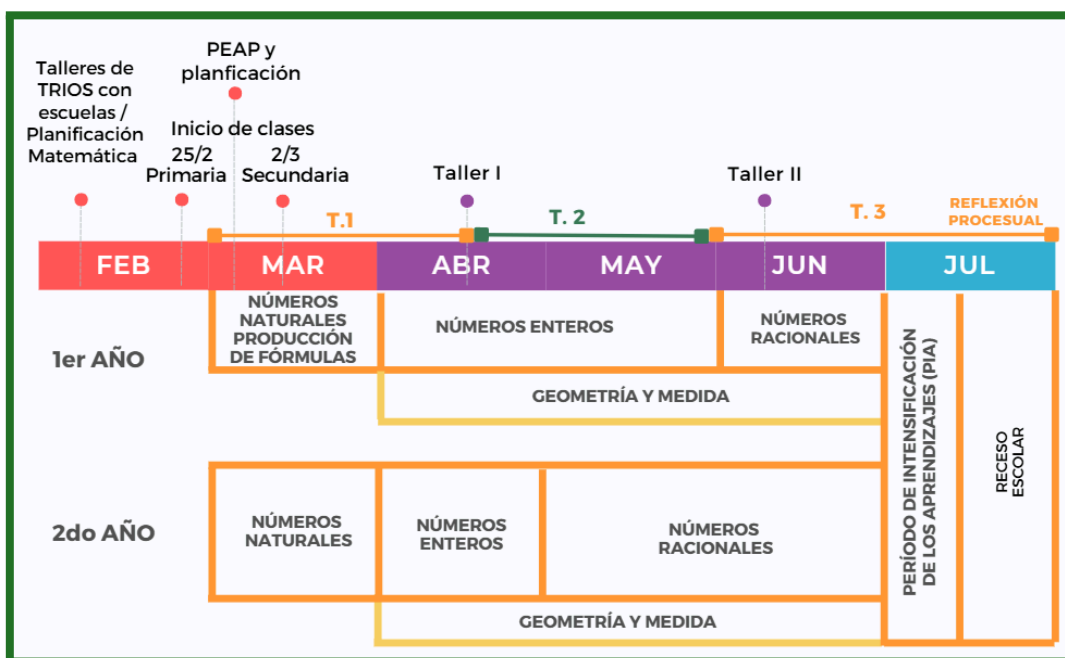 PEAP y
planficación
Talleres de
TRIOS con
escuelas /
Planificación
Matemática
Inicio de clases
25/2
Primaria
2/3
Secundaria
Taller I
Taller II
T.1
T. 2
T. 3
REFLEXIÓN
PROCESUAL
FEB
MAR
ABR
MAY
JUN
JUL
1er AÑO
NÚMEROS
NATURALES
PRODUCCIÓN
DE FÓRMULAS
NÚMEROS ENTEROS
NÚMEROS
RACIONALES
GEOMETRÍA Y MEDIDA
2do AÑO
NÚMEROS
NATURALES
NÚMEROS
ENTEROS
NÚMEROS
RACIONALES
GEOMETRÍA Y MEDIDA
PERÍODO DE INTENSIFICACIÓN
DE LOS APRENDIZAJES (PIA)
RECESO
ESCOLAR